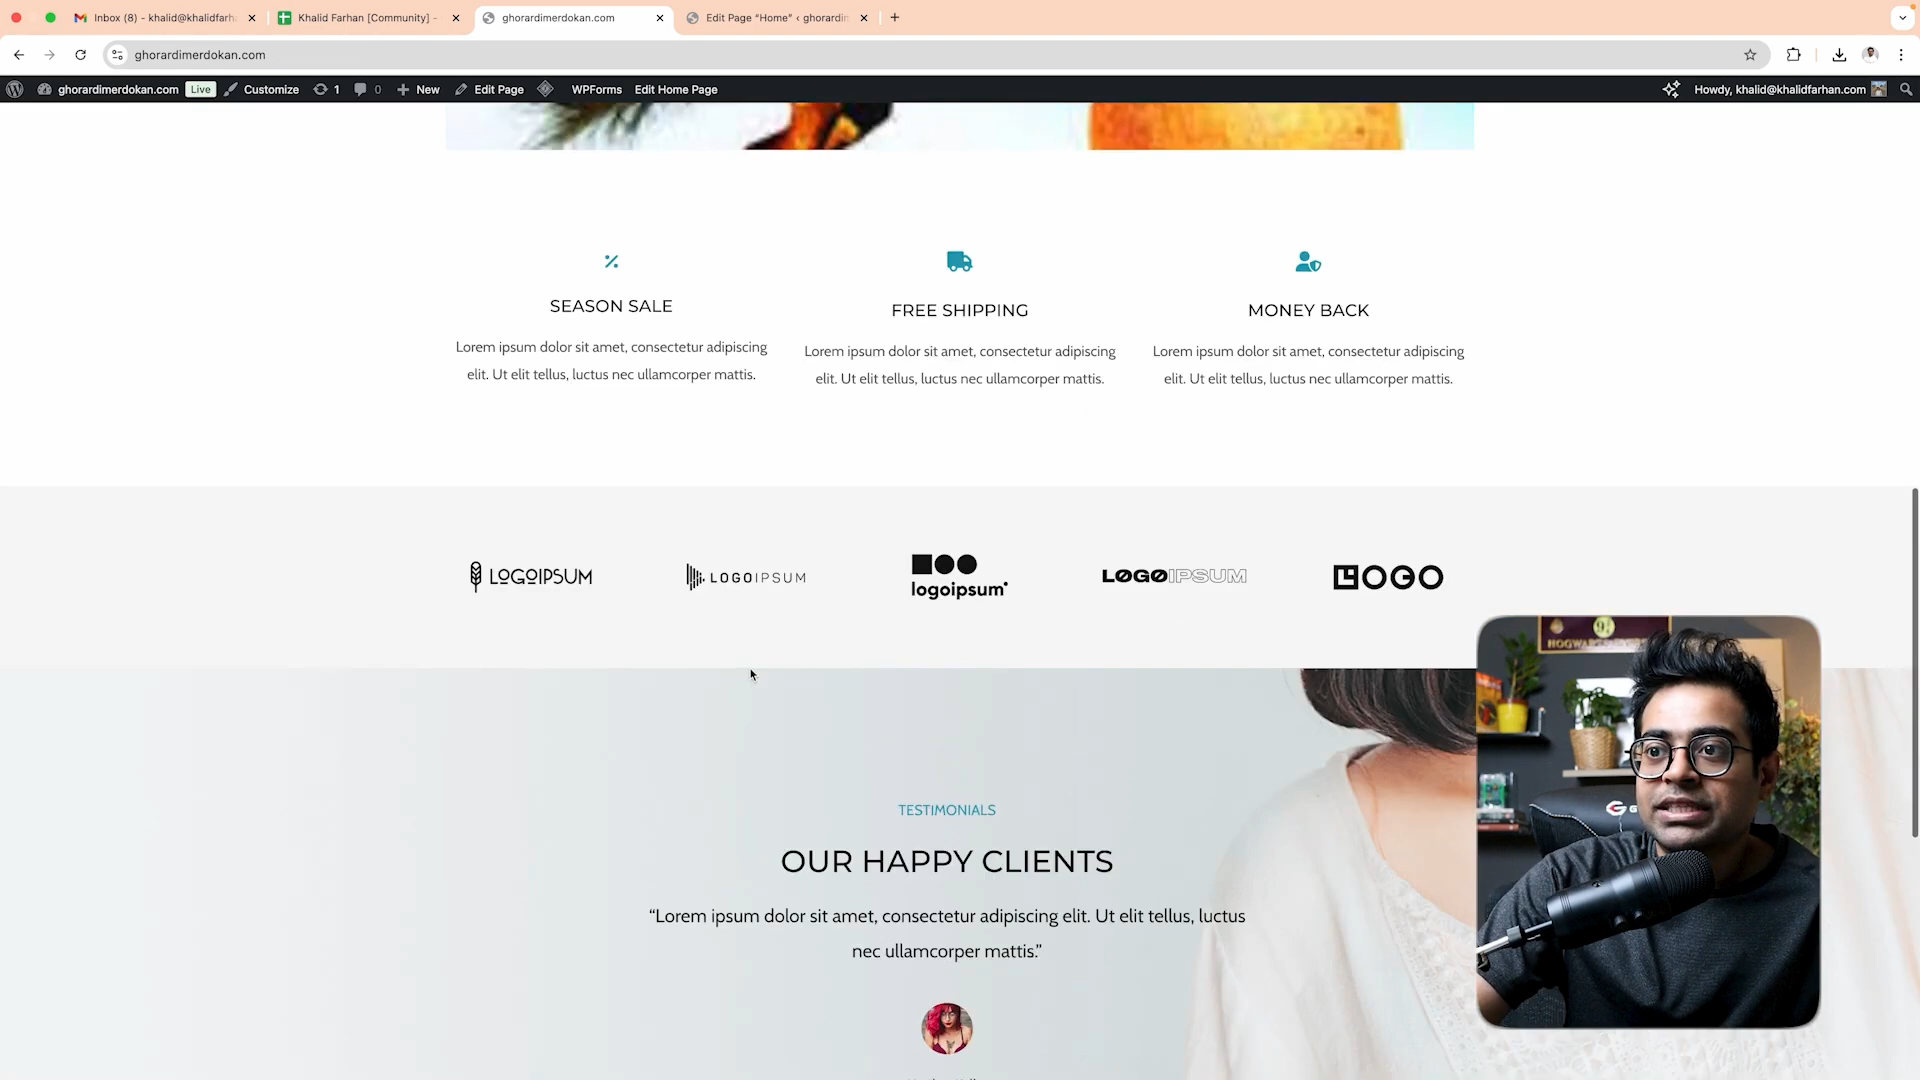 Inbox (8) - khalid@khalidfarh
Khalid Farhan [Community] -
ghorardimerdokan.com
Edit Page "Home" ‹ ghorardim
ghorardimerdokan.com
ghorardimerdokan.com Live Customize 1 0 New Edit Page WPForms Edit Home Page
Howdy, khalid@khalidfarhan.com
SEASON SALE
Lorem ipsum dolor sit amet, consectetur adipiscing
elit. Ut elit tellus, luctus nec ullamcorper mattis.
FREE SHIPPING
Lorem ipsum dolor sit amet, consectetur adipiscing
elit. Ut elit tellus, luctus nec ullamcorper mattis.
MONEY BACK
Lorem ipsum dolor sit amet, consectetur adipiscing
elit. Ut elit tellus, luctus nec ullamcorper mattis.
LOGOIPSUM
LOGOIPSUM
logoipsum
LOGOIPSUM
LOGO
9¾
TESTIMONIALS
OUR HAPPY CLIENTS
“Lorem ipsum dolor sit amet, consectetur adipiscing elit. Ut elit tellus, luctus
nec ullamcorper mattis.”